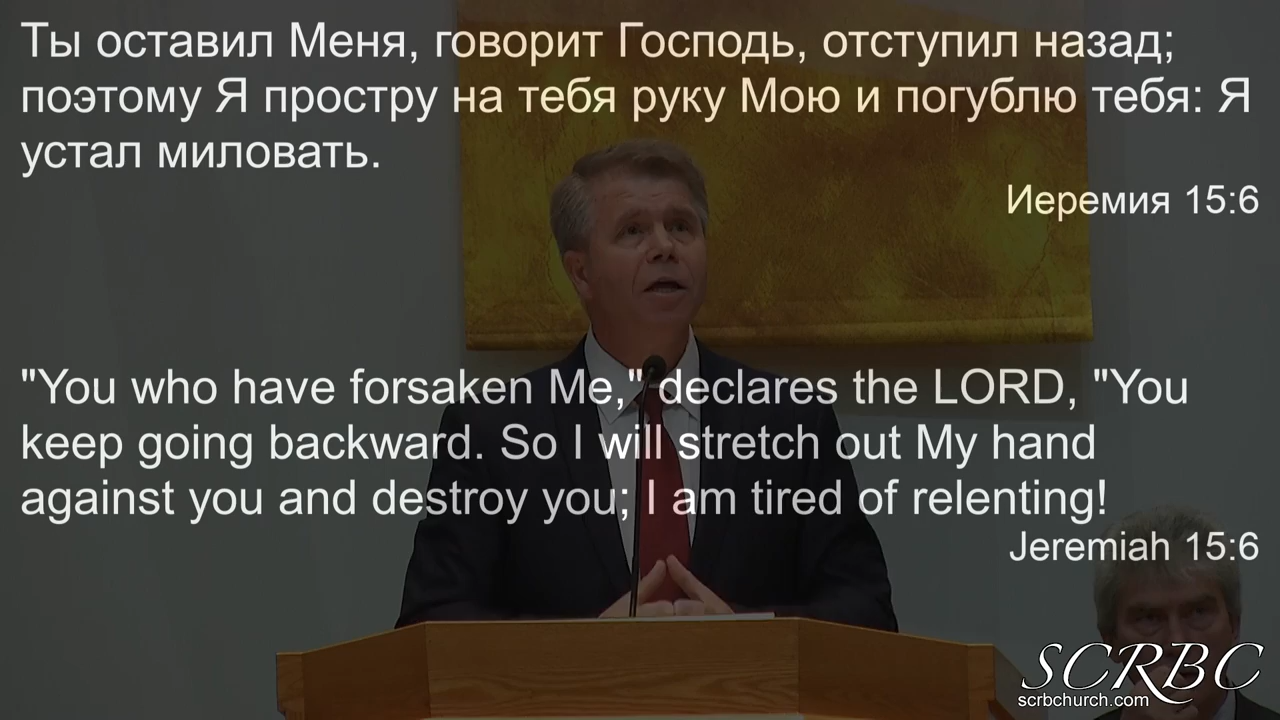 Ты оставил Меня, говорит Господь, отступил назад;
поэтому Я простру на тебя руку Мою и погублю тебя: Я
устал миловать.
Иеремия 15:6
"You who have forsaken Me," declares the LORD, "You
keep going backward. So I will stretch out My hand
against you and destroy you; I am tired of relenting!
Jeremiah 15:6
SCRBC
scrbchurch.com